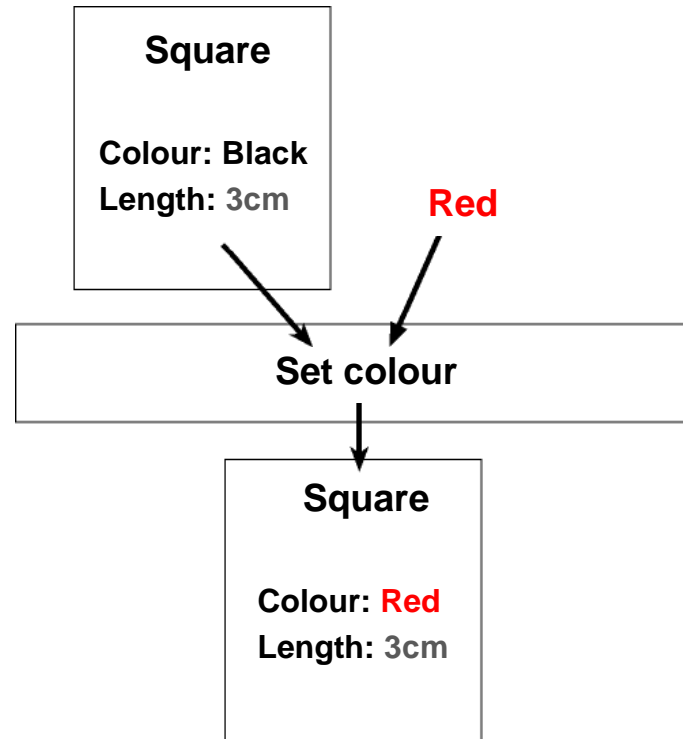 Square
Colour: Black
Length: 3cm
Red
Set colour
Square
Colour: Red
Length: 3cm